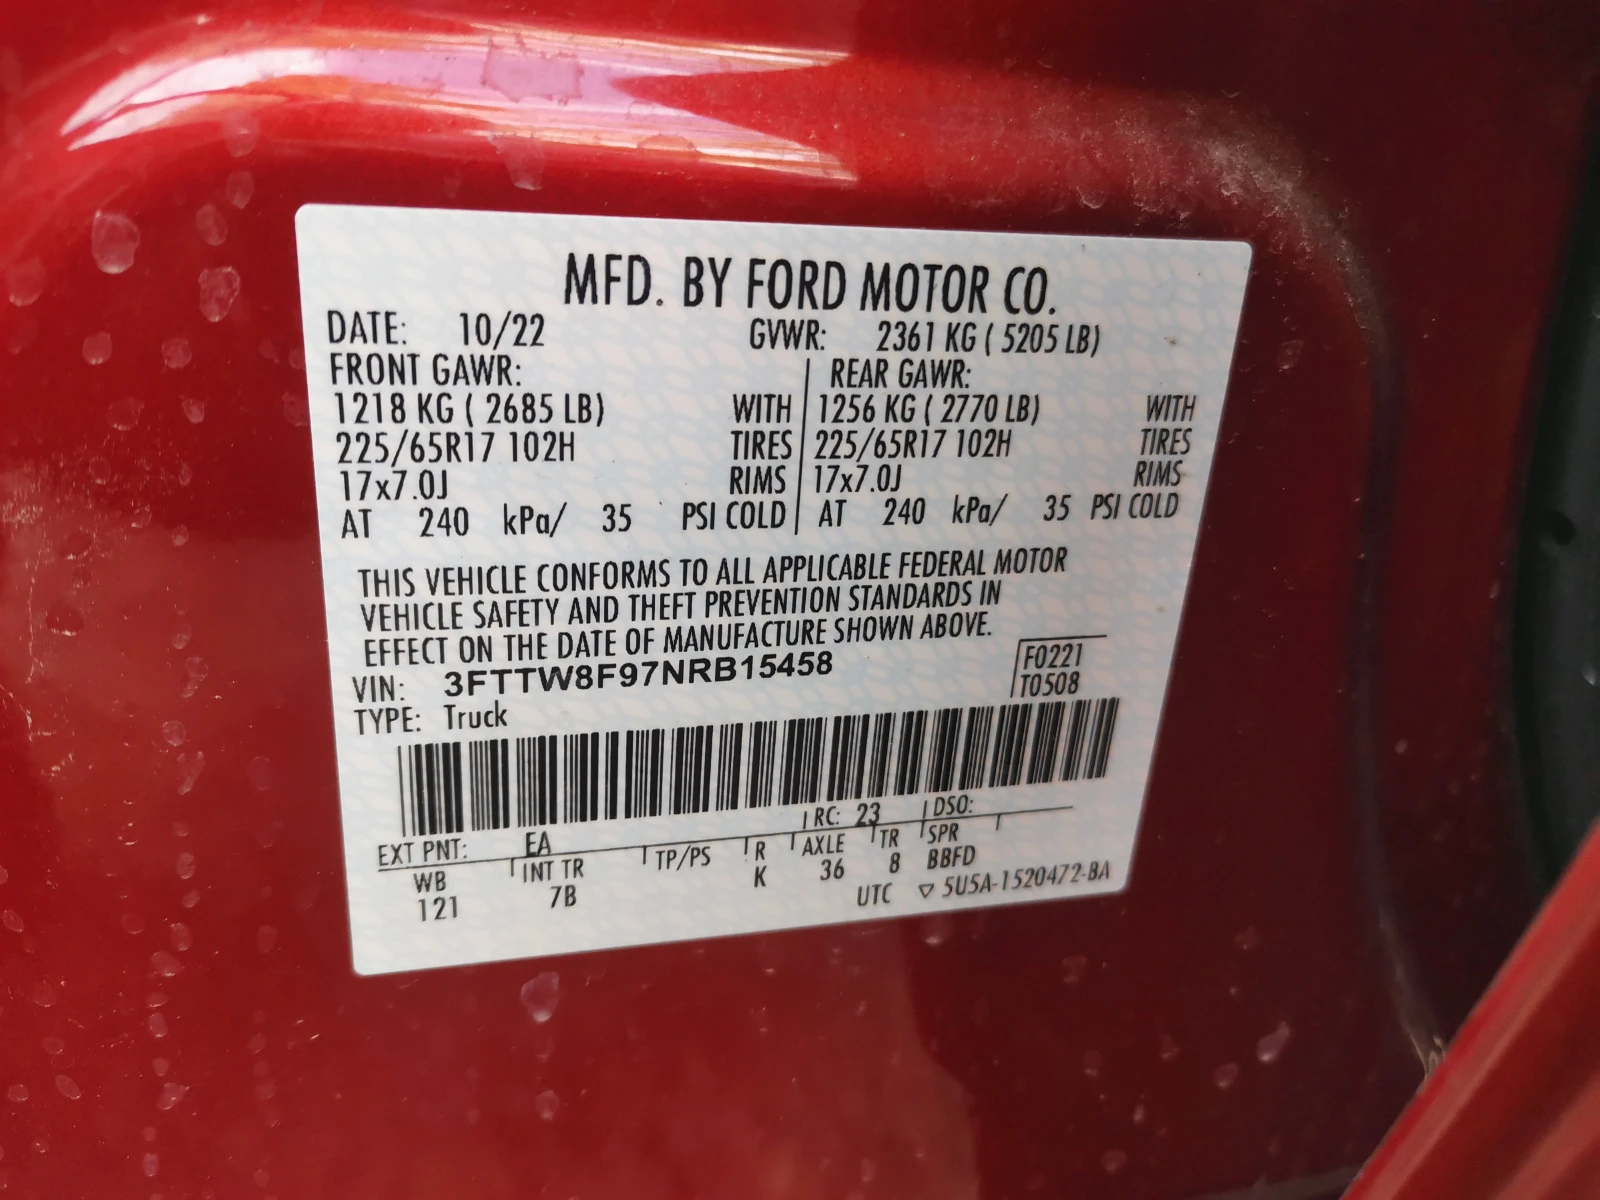 MFD. BY FORD MOTOR CO.
DATE: 10/22 GVWR: 2361 KG ( 5205 LB)
FRONT GAWR: REAR GAWR:
1218 KG ( 2685 LB) WITH 1256 KG ( 2770 LB) WITH
225/65R17 102H TIRES 225/65R17 102H TIRES
17x7.0J RIMS 17x7.0J RIMS
AT 240 kPa/ 35 PSI COLD AT 240 kPa/ 35 PSI COLD
THIS VEHICLE CONFORMS TO ALL APPLICABLE FEDERAL MOTOR
VEHICLE SAFETY AND THEFT PREVENTION STANDARDS IN
EFFECT ON THE DATE OF MANUFACTURE SHOWN ABOVE.
VIN: 3FTTW8F97NRB15458 F0221
TYPE: Truck T0508
EXT PNT: EA RC: 23 DSO:
WB INT TR TP/PS R AXLE TR SPR
121 7B K 36 8 BBFD
UTC ▽ 5U5A-1520472-BA